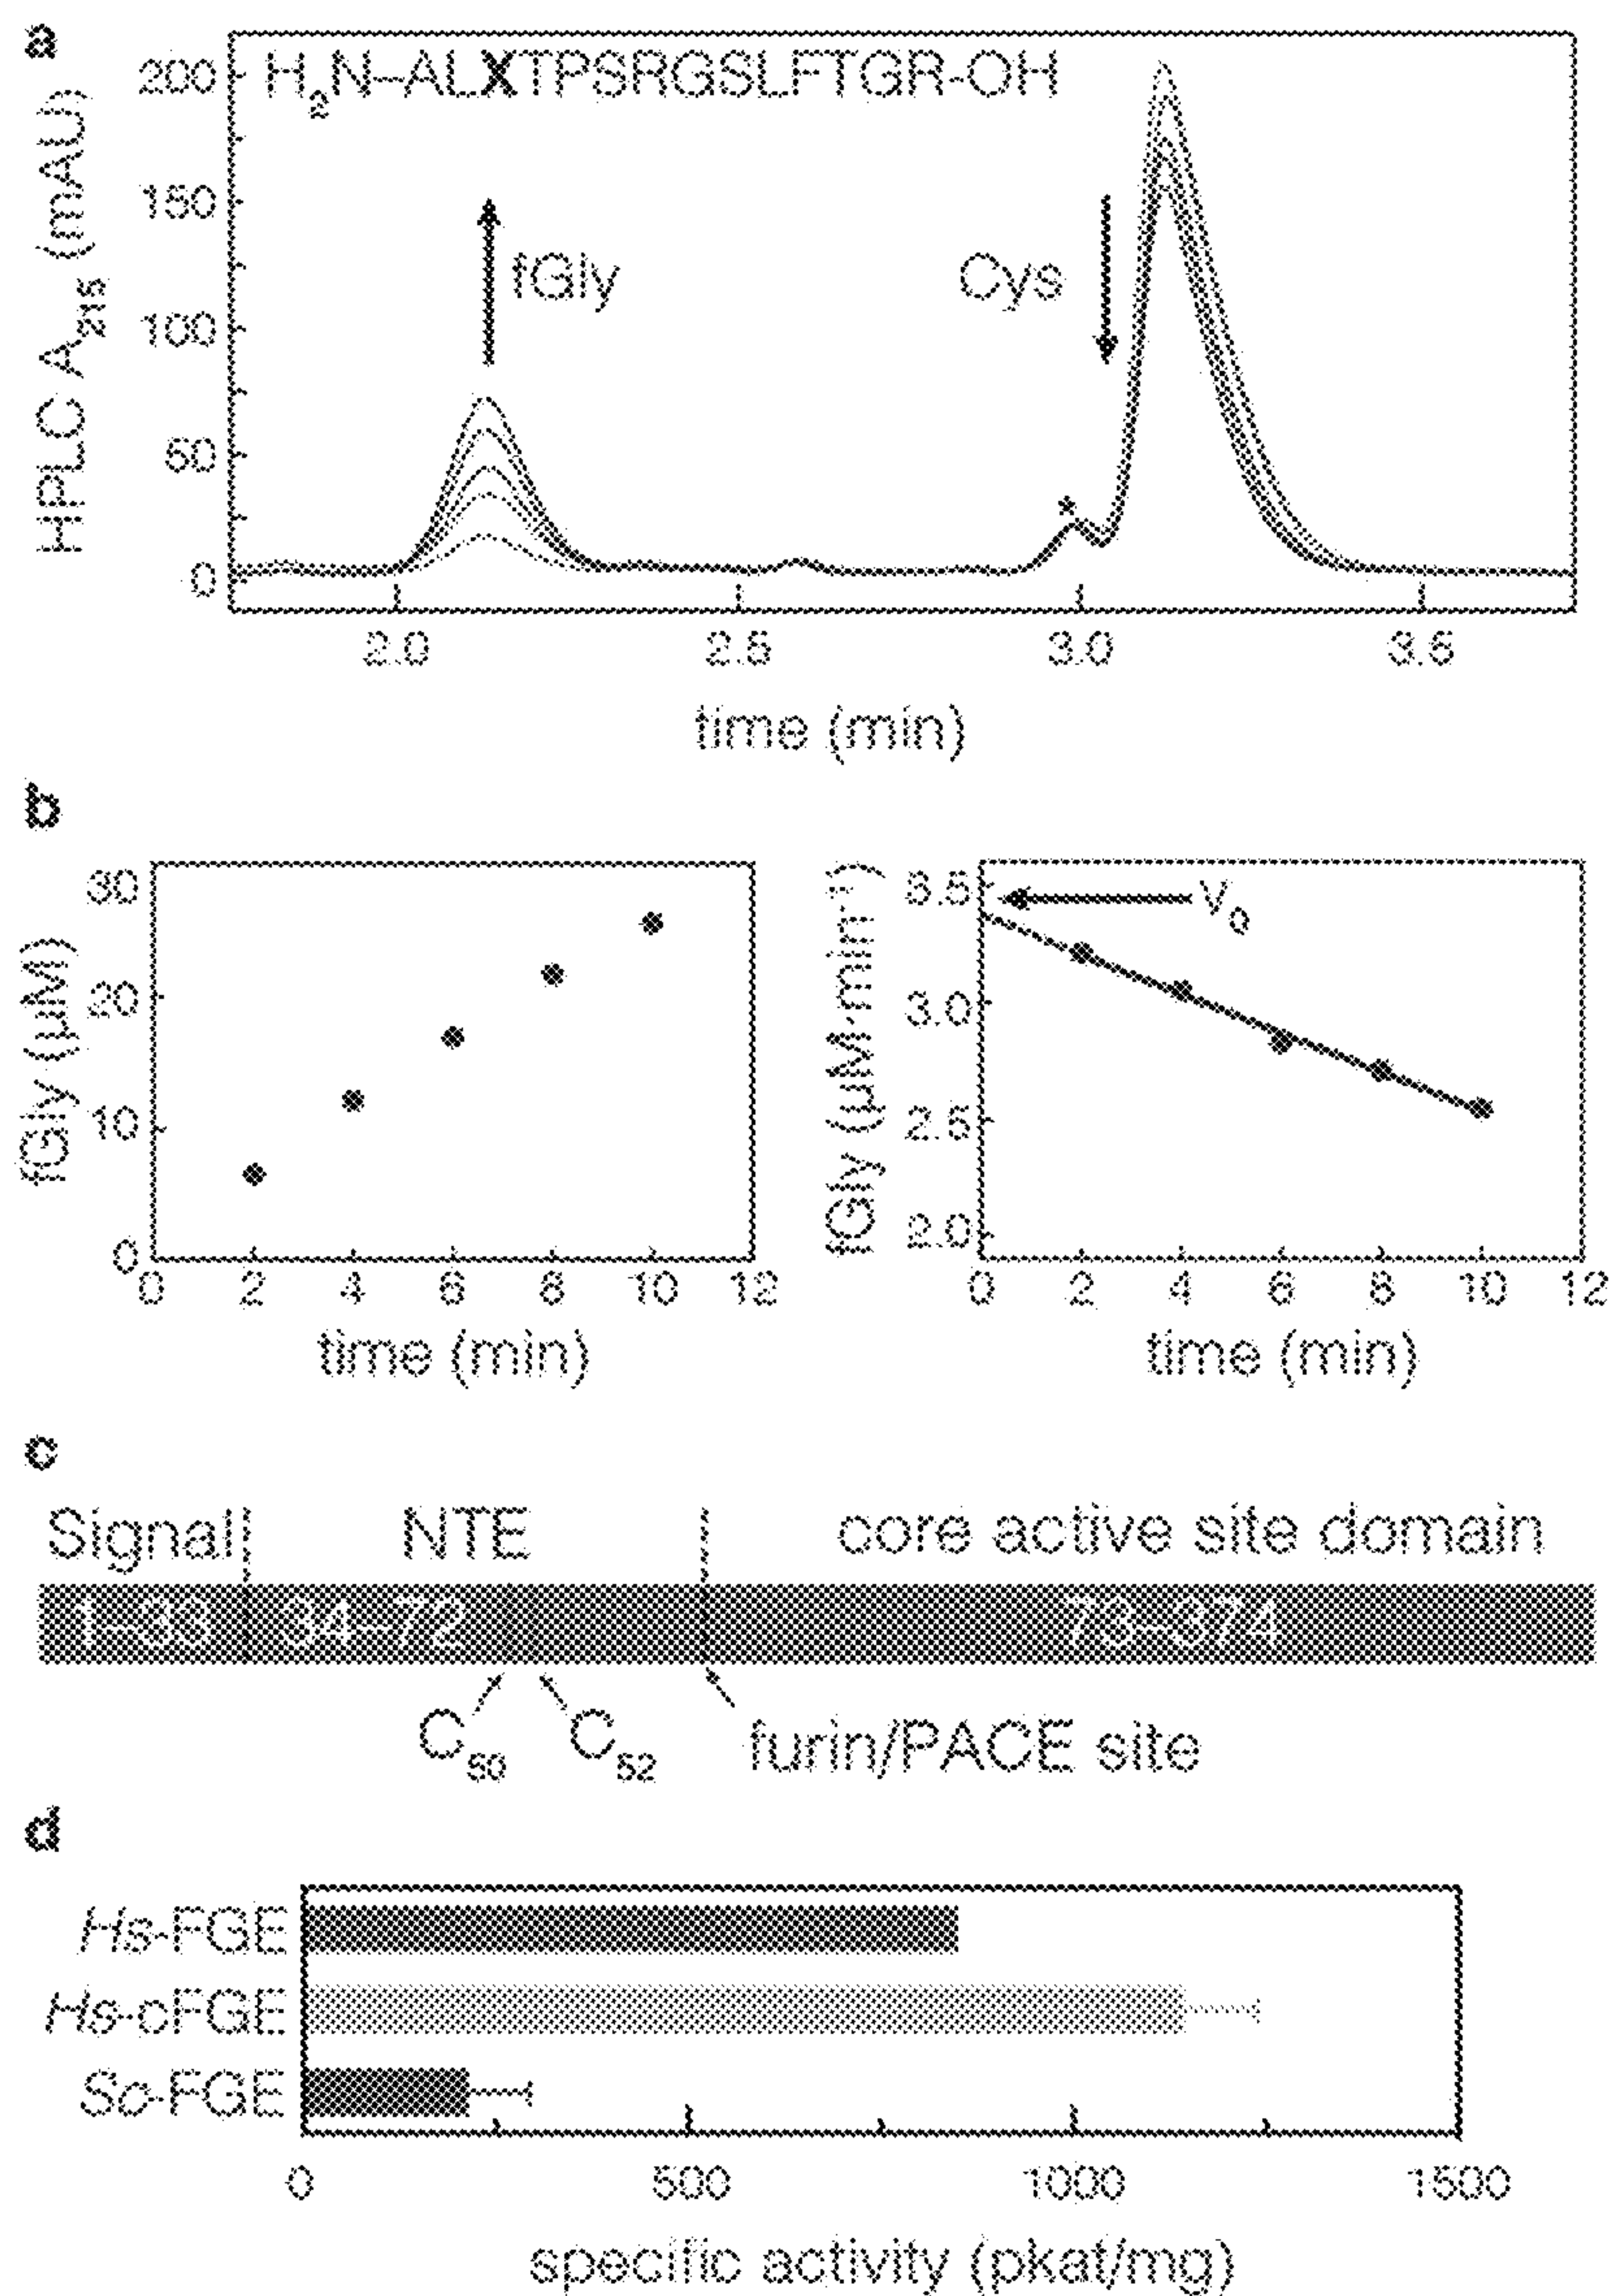 a
H₂N–ALXTPSRGSLFTGR-OH
HPLC A₂₁₅ (mAU)
200
150
100
50
0
fGly
Cys
*
2.0 2.5 3.0 3.5
time (min)
b
fGly (µM)
30
20
10
0
0 2 4 6 8 10 12
time (min)
fGly (µM·min⁻¹)
3.5
3.0
2.5
2.0
V₀
0 2 4 6 8 10 12
time (min)
c
Signal NTE core active site domain
1–33 34–72 73–374
C₅₀ C₅₂ furin/PACE site
d
Hs-FGE
Hs-cFGE
Sc-FGE
0 500 1000 1500
specific activity (pkat/mg)